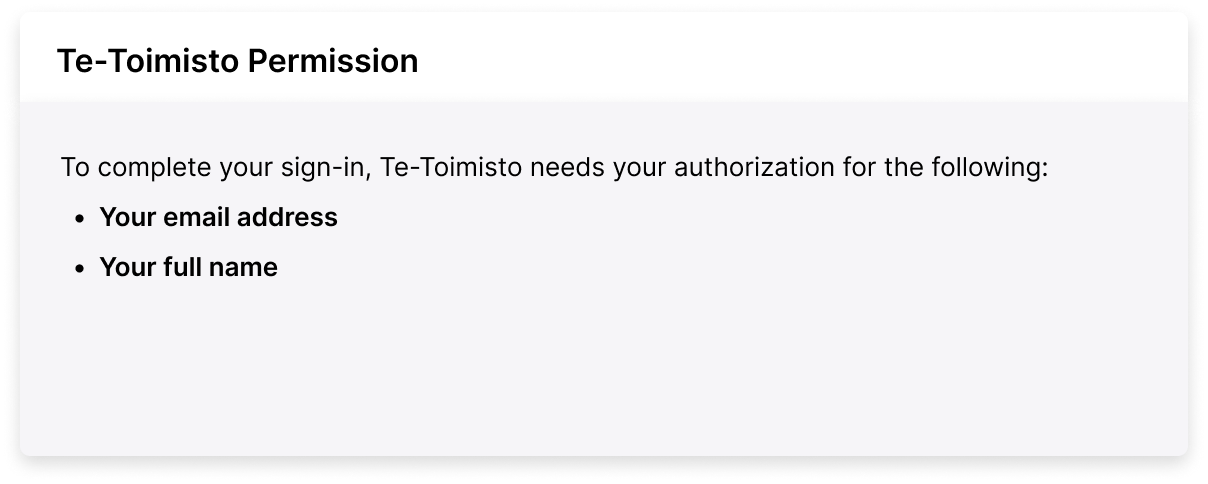 Te-Toimisto Permission
To complete your sign-in, Te-Toimisto needs your authorization for the following:
• Your email address
• Your full name